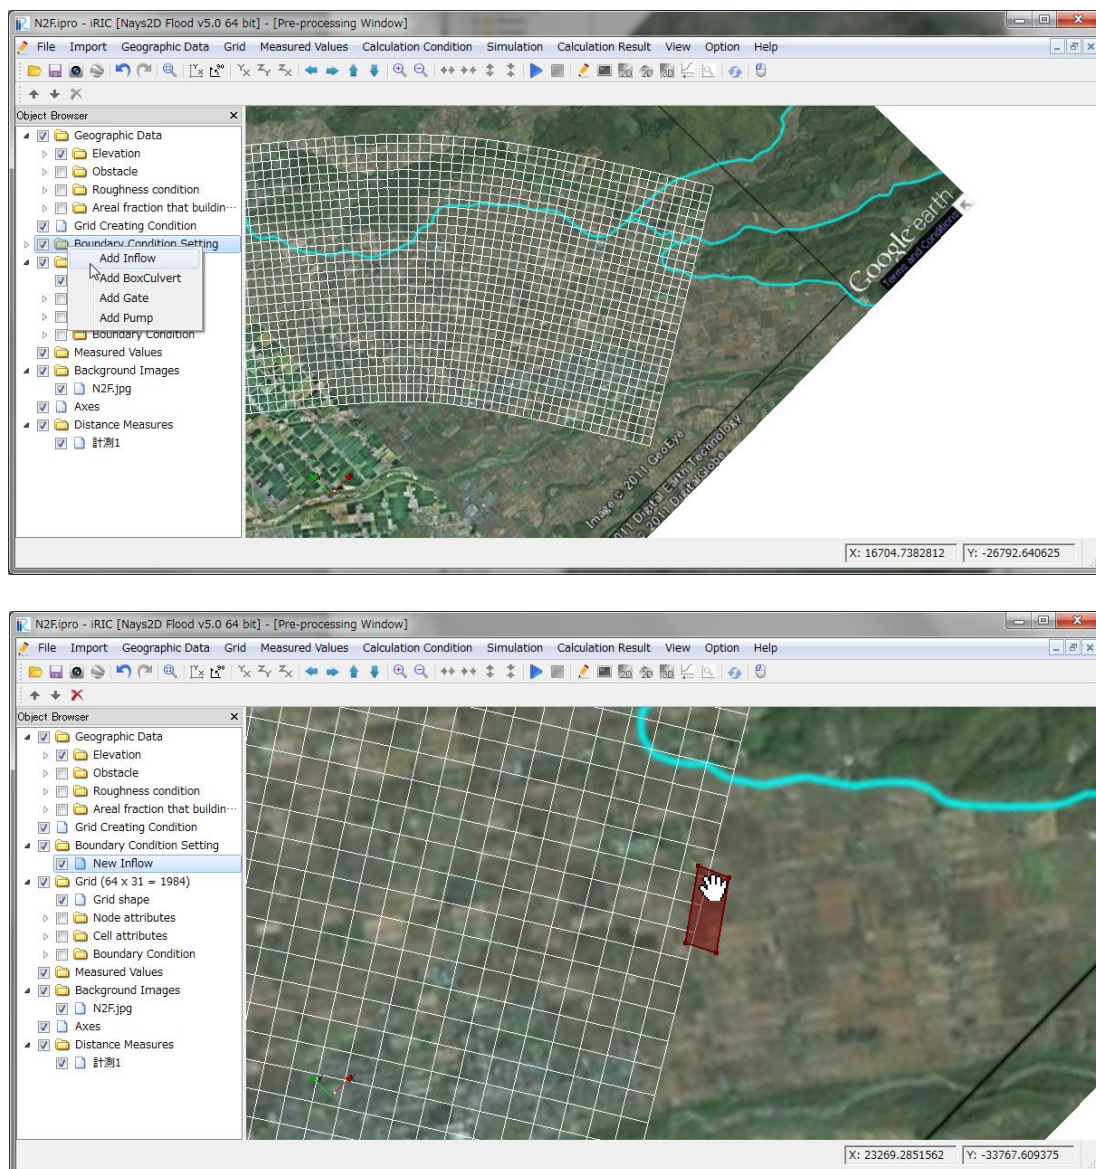 N2F.ipro - iRIC [Nays2D Flood v5.0 64 bit] - [Pre-processing Window]
File Import Geographic Data Grid Measured Values Calculation Condition Simulation Calculation Result View Option Help
Object Browser
Geographic Data
Elevation
Obstacle
Roughness condition
Areal fraction that buildin···
Grid Creating Condition
Boundary Condition Setting
Add Inflow
Add BoxCulvert
Add Gate
Add Pump
Boundary Condition
Measured Values
Background Images
N2F.jpg
Axes
Distance Measures
計測1
Google earth
Terms and Conditions
Image © 2011 GeoEye
2011 Digital Earth Technology
© 2011 DigitalGlobe
X: 16704.7382812 Y: -26792.640625
N2F.ipro - iRIC [Nays2D Flood v5.0 64 bit] - [Pre-processing Window]
File Import Geographic Data Grid Measured Values Calculation Condition Simulation Calculation Result View Option Help
Object Browser
Geographic Data
Elevation
Obstacle
Roughness condition
Areal fraction that buildin···
Grid Creating Condition
Boundary Condition Setting
New Inflow
Grid (64 x 31 = 1984)
Grid shape
Node attributes
Cell attributes
Boundary Condition
Measured Values
Background Images
N2F.jpg
Axes
Distance Measures
計測1
X: 23269.2851562 Y: -33767.609375